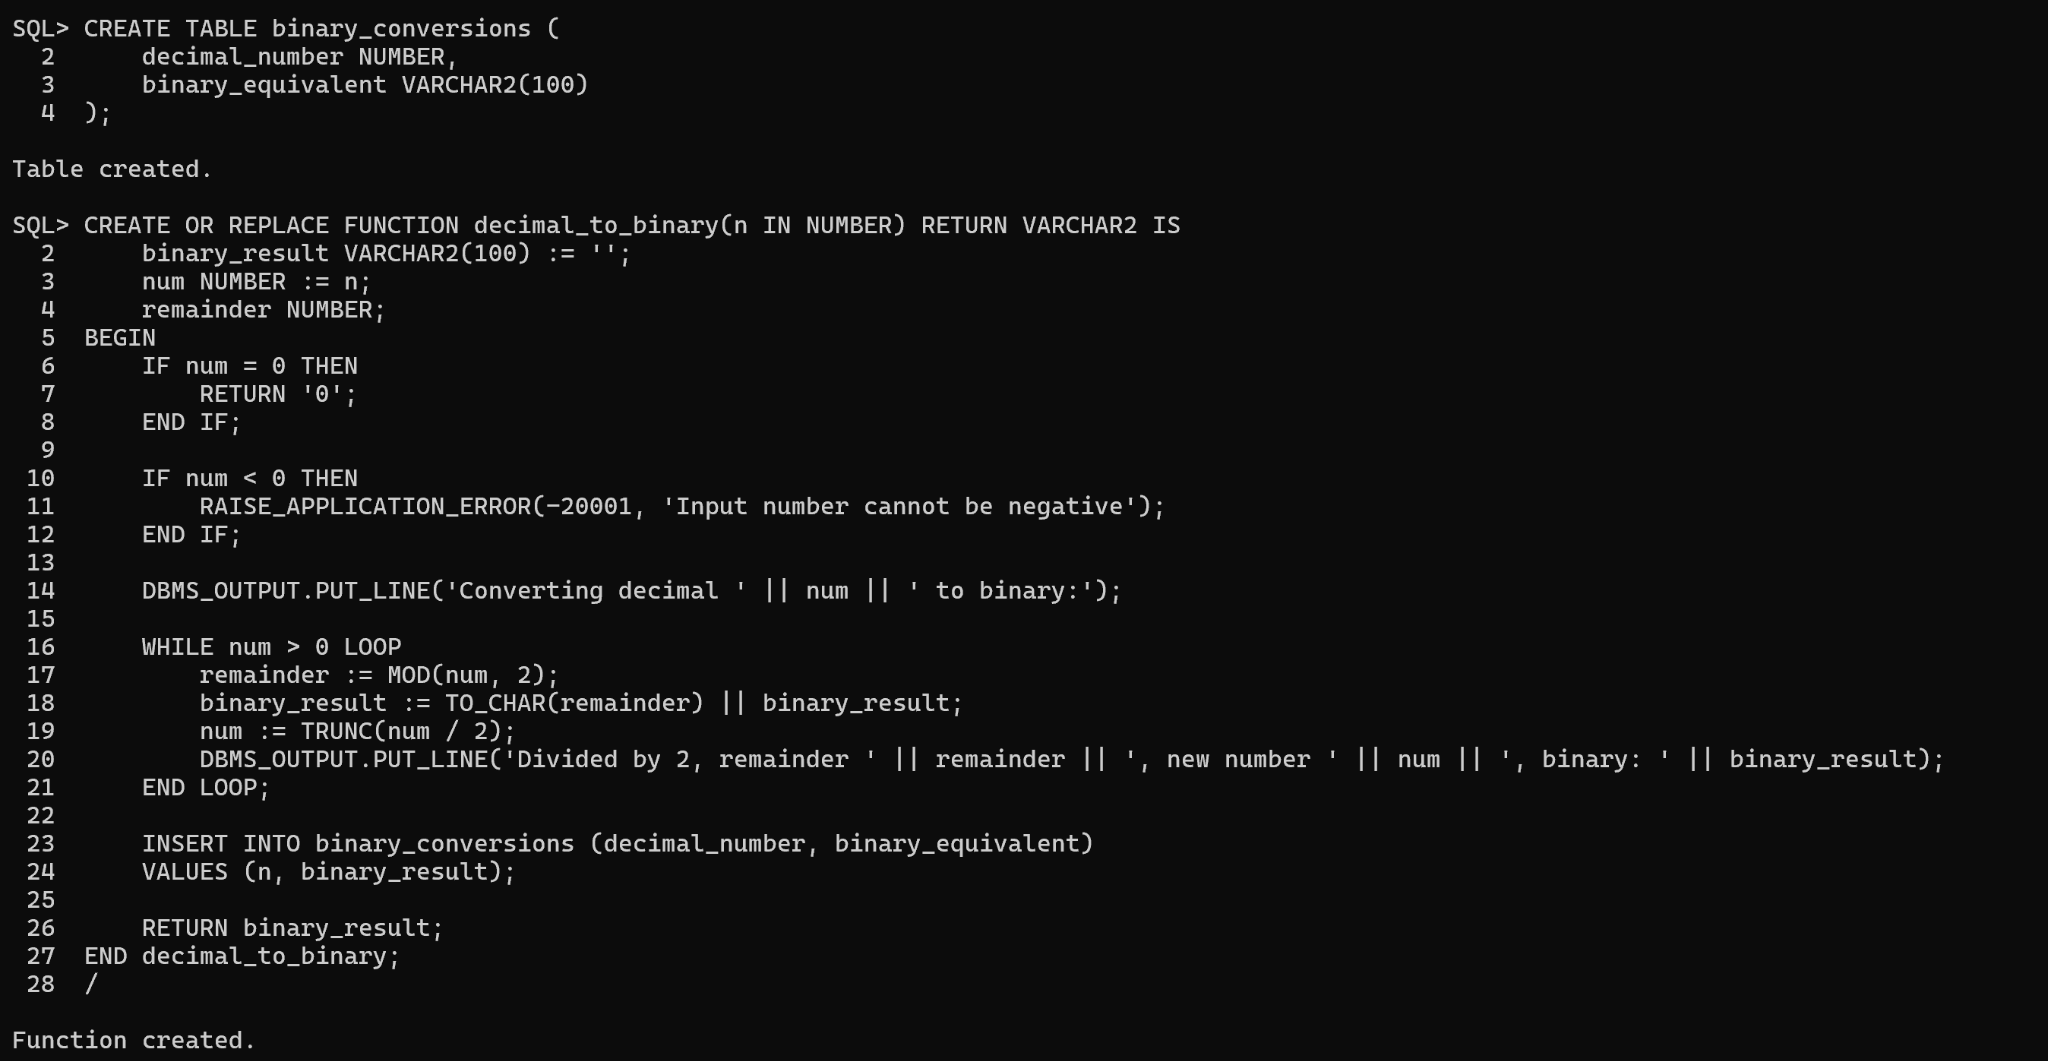 SQL> CREATE TABLE binary_conversions (
  2      decimal_number NUMBER,
  3      binary_equivalent VARCHAR2(100)
  4  );

Table created.

SQL> CREATE OR REPLACE FUNCTION decimal_to_binary(n IN NUMBER) RETURN VARCHAR2 IS
  2      binary_result VARCHAR2(100) := '';
  3      num NUMBER := n;
  4      remainder NUMBER;
  5  BEGIN
  6      IF num = 0 THEN
  7          RETURN '0';
  8      END IF;
  9
 10      IF num < 0 THEN
 11          RAISE_APPLICATION_ERROR(-20001, 'Input number cannot be negative');
 12      END IF;
 13
 14      DBMS_OUTPUT.PUT_LINE('Converting decimal ' || num || ' to binary:');
 15
 16      WHILE num > 0 LOOP
 17          remainder := MOD(num, 2);
 18          binary_result := TO_CHAR(remainder) || binary_result;
 19          num := TRUNC(num / 2);
 20          DBMS_OUTPUT.PUT_LINE('Divided by 2, remainder ' || remainder || ', new number ' || num || ', binary: ' || binary_result);
 21      END LOOP;
 22
 23      INSERT INTO binary_conversions (decimal_number, binary_equivalent)
 24      VALUES (n, binary_result);
 25
 26      RETURN binary_result;
 27  END decimal_to_binary;
 28  /

Function created.